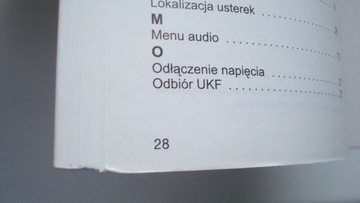 Lokalizacja usterek ..................
M
Menu audio ........................
O
Odłączenie napięcia .................
Odbiór UKF ........................
28